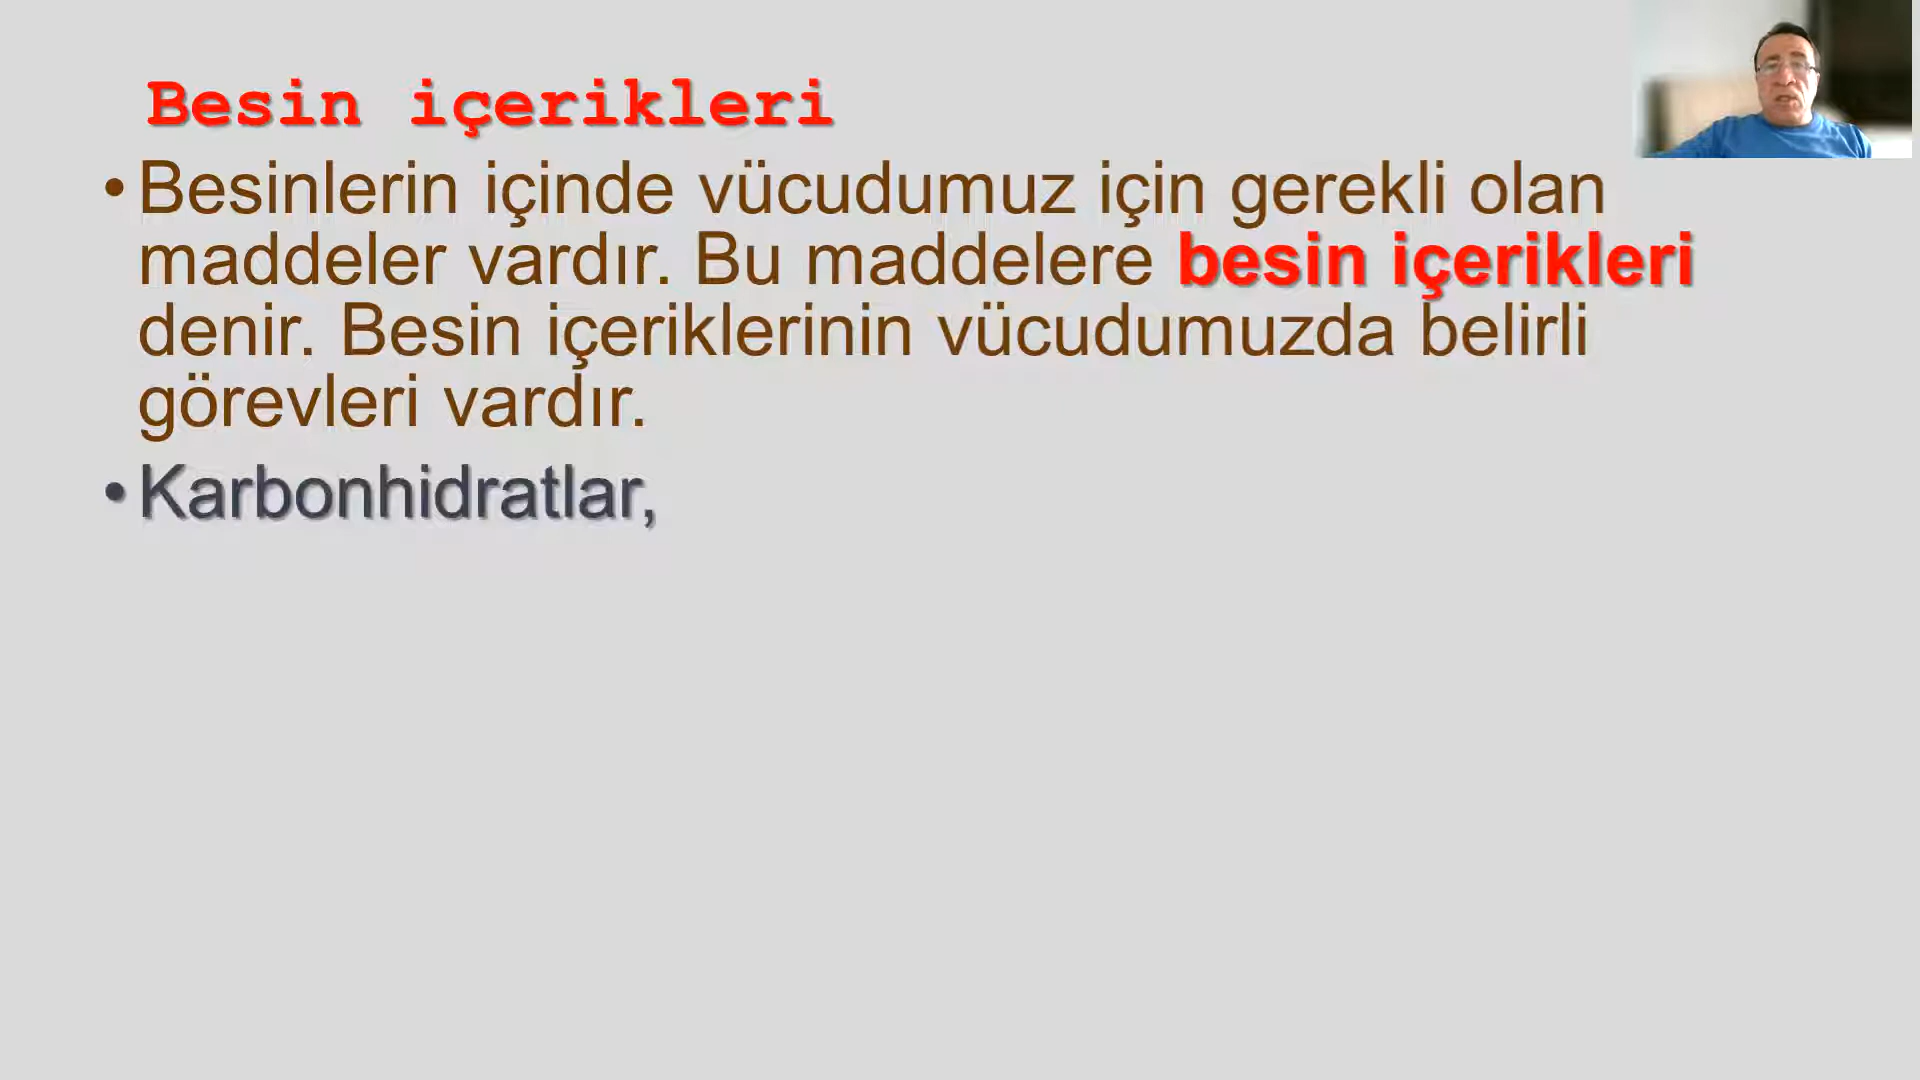 Besin içerikleri
•Besinlerin içinde vücudumuz için gerekli olan
maddeler vardır. Bu maddelere besin içerikleri
denir. Besin içeriklerinin vücudumuzda belirli
görevleri vardır.
•Karbonhidratlar,